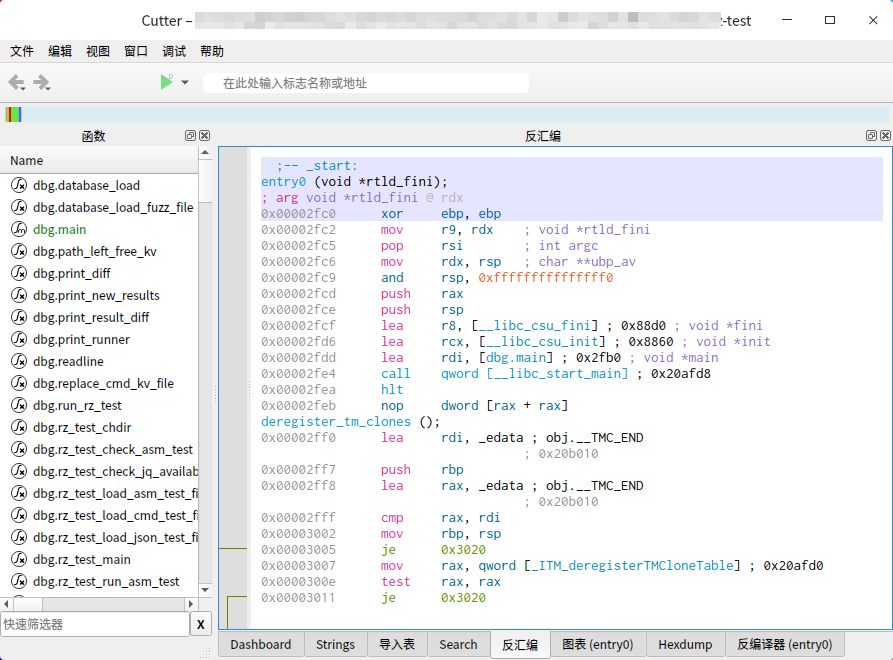 Cutter –
-test
文件 编辑 视图 窗口 调试 帮助
在此处输入标志名称或地址
函数
Name
dbg.database_load
dbg.database_load_fuzz_file
dbg.main
dbg.path_left_free_kv
dbg.print_diff
dbg.print_new_results
dbg.print_result_diff
dbg.print_runner
dbg.readline
dbg.replace_cmd_kv_file
dbg.run_rz_test
dbg.rz_test_chdir
dbg.rz_test_check_asm_test
dbg.rz_test_check_jq_availab
dbg.rz_test_load_asm_test_fi
dbg.rz_test_load_cmd_test_fi
dbg.rz_test_load_json_test_fi
dbg.rz_test_main
dbg.rz_test_run_asm_test
快速筛选器 X
反汇编
;-- _start:
entry0 (void *rtld_fini);
; arg void *rtld_fini @ rdx
0x00002fc0 xor ebp, ebp
0x00002fc2 mov r9, rdx ; void *rtld_fini
0x00002fc5 pop rsi ; int argc
0x00002fc6 mov rdx, rsp ; char **ubp_av
0x00002fc9 and rsp, 0xfffffffffffffff0
0x00002fcd push rax
0x00002fce push rsp
0x00002fcf lea r8, [__libc_csu_fini] ; 0x88d0 ; void *fini
0x00002fd6 lea rcx, [__libc_csu_init] ; 0x8860 ; void *init
0x00002fdd lea rdi, [dbg.main] ; 0x2fb0 ; void *main
0x00002fe4 call qword [__libc_start_main] ; 0x20afd8
0x00002fea hlt
0x00002feb nop dword [rax + rax]
deregister_tm_clones ();
0x00002ff0 lea rdi, _edata ; obj.__TMC_END
; 0x20b010
0x00002ff7 push rbp
0x00002ff8 lea rax, _edata ; obj.__TMC_END
; 0x20b010
0x00002fff cmp rax, rdi
0x00003002 mov rbp, rsp
0x00003005 je 0x3020
0x00003007 mov rax, qword [_ITM_deregisterTMCloneTable] ; 0x20afd0
0x0000300e test rax, rax
0x00003011 je 0x3020
Dashboard Strings 导入表 Search 反汇编 图表 (entry0) Hexdump 反编译器 (entry0)